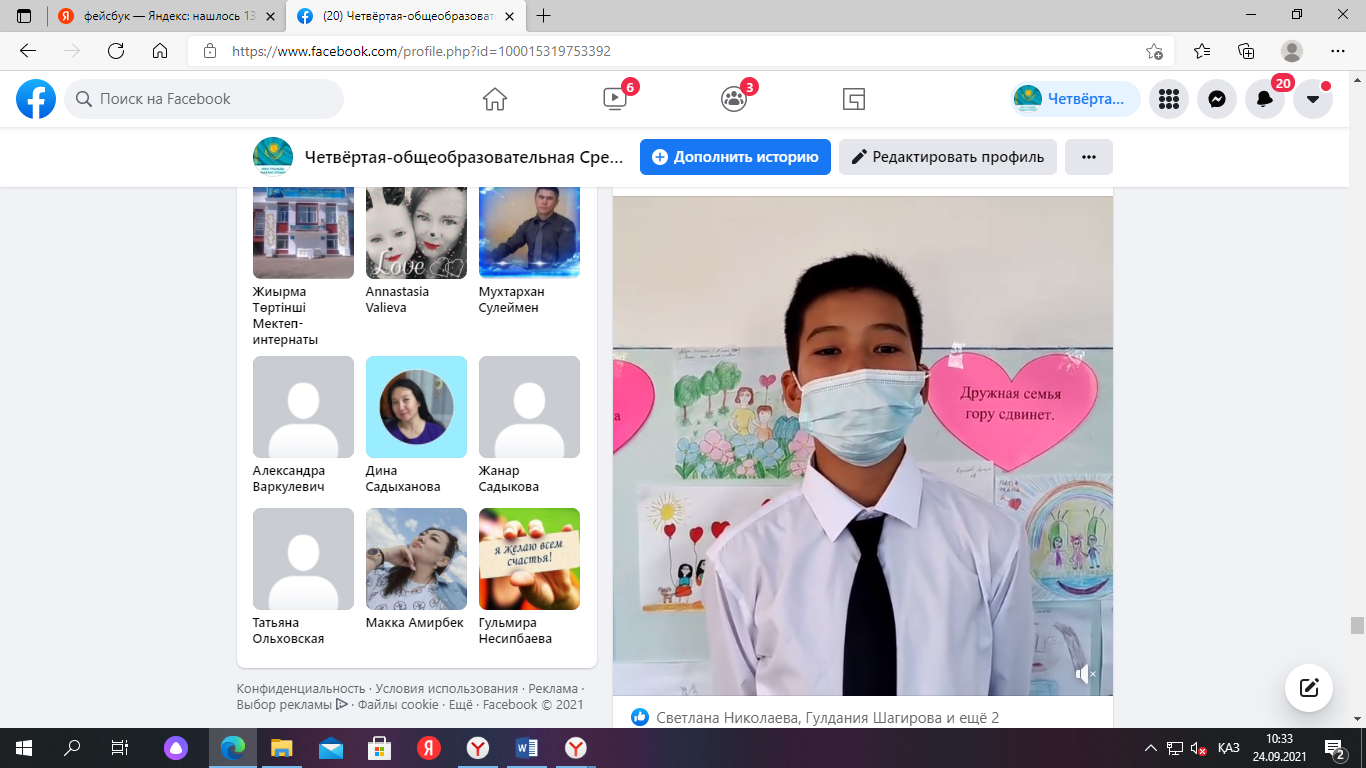 фейсбук — Яндекс: нашлось 13
(20) Четвёртая-общеобразоват
https://www.facebook.com/profile.php?id=100015319753392
Поиск на Facebook
6
3
Четвёрта...
20
Четвёртая-общеобразовательная Сре...
Дополнить историю
Редактировать профиль
Love
Жиырма
Төртінші
Мектеп-
интернаты
Annastasia
Valieva
Мухтархан
Сулеймен
Александра
Варкулевич
Дина
Садыханова
Жанар
Садыкова
я желаю всем
счастья!
Татьяна
Ольховская
Макка Амирбек
Гульмира
Несипбаева
Конфиденциальность · Условия использования · Реклама ·
Выбор рекламы · Файлы cookie · Ещё · Facebook © 2021
Дружная семья
гору сдвинет.
ПАПА
МАМА
Светлана Николаева, Гулдания Шагирова и ещё 2
ҚАЗ
10:33
24.09.2021
2